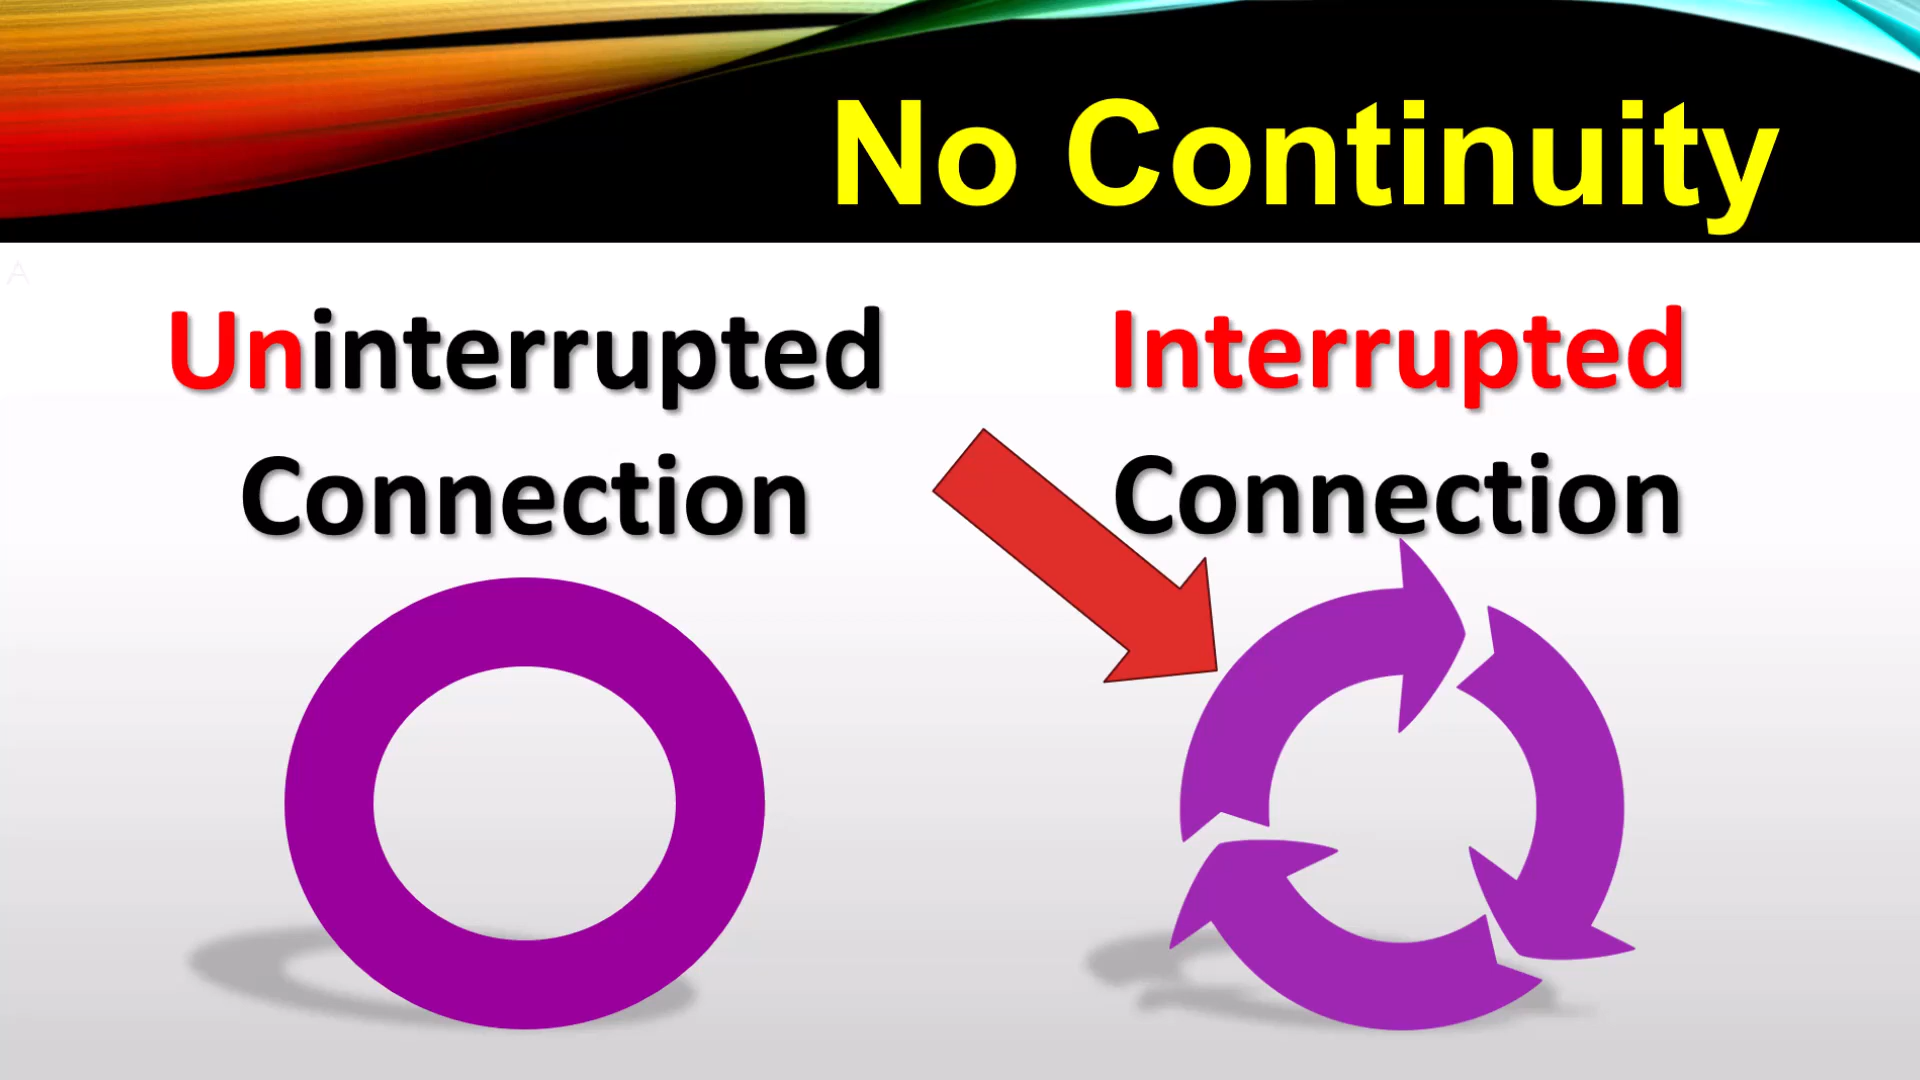 No Continuity
A
Uninterrupted
Connection
Interrupted
Connection